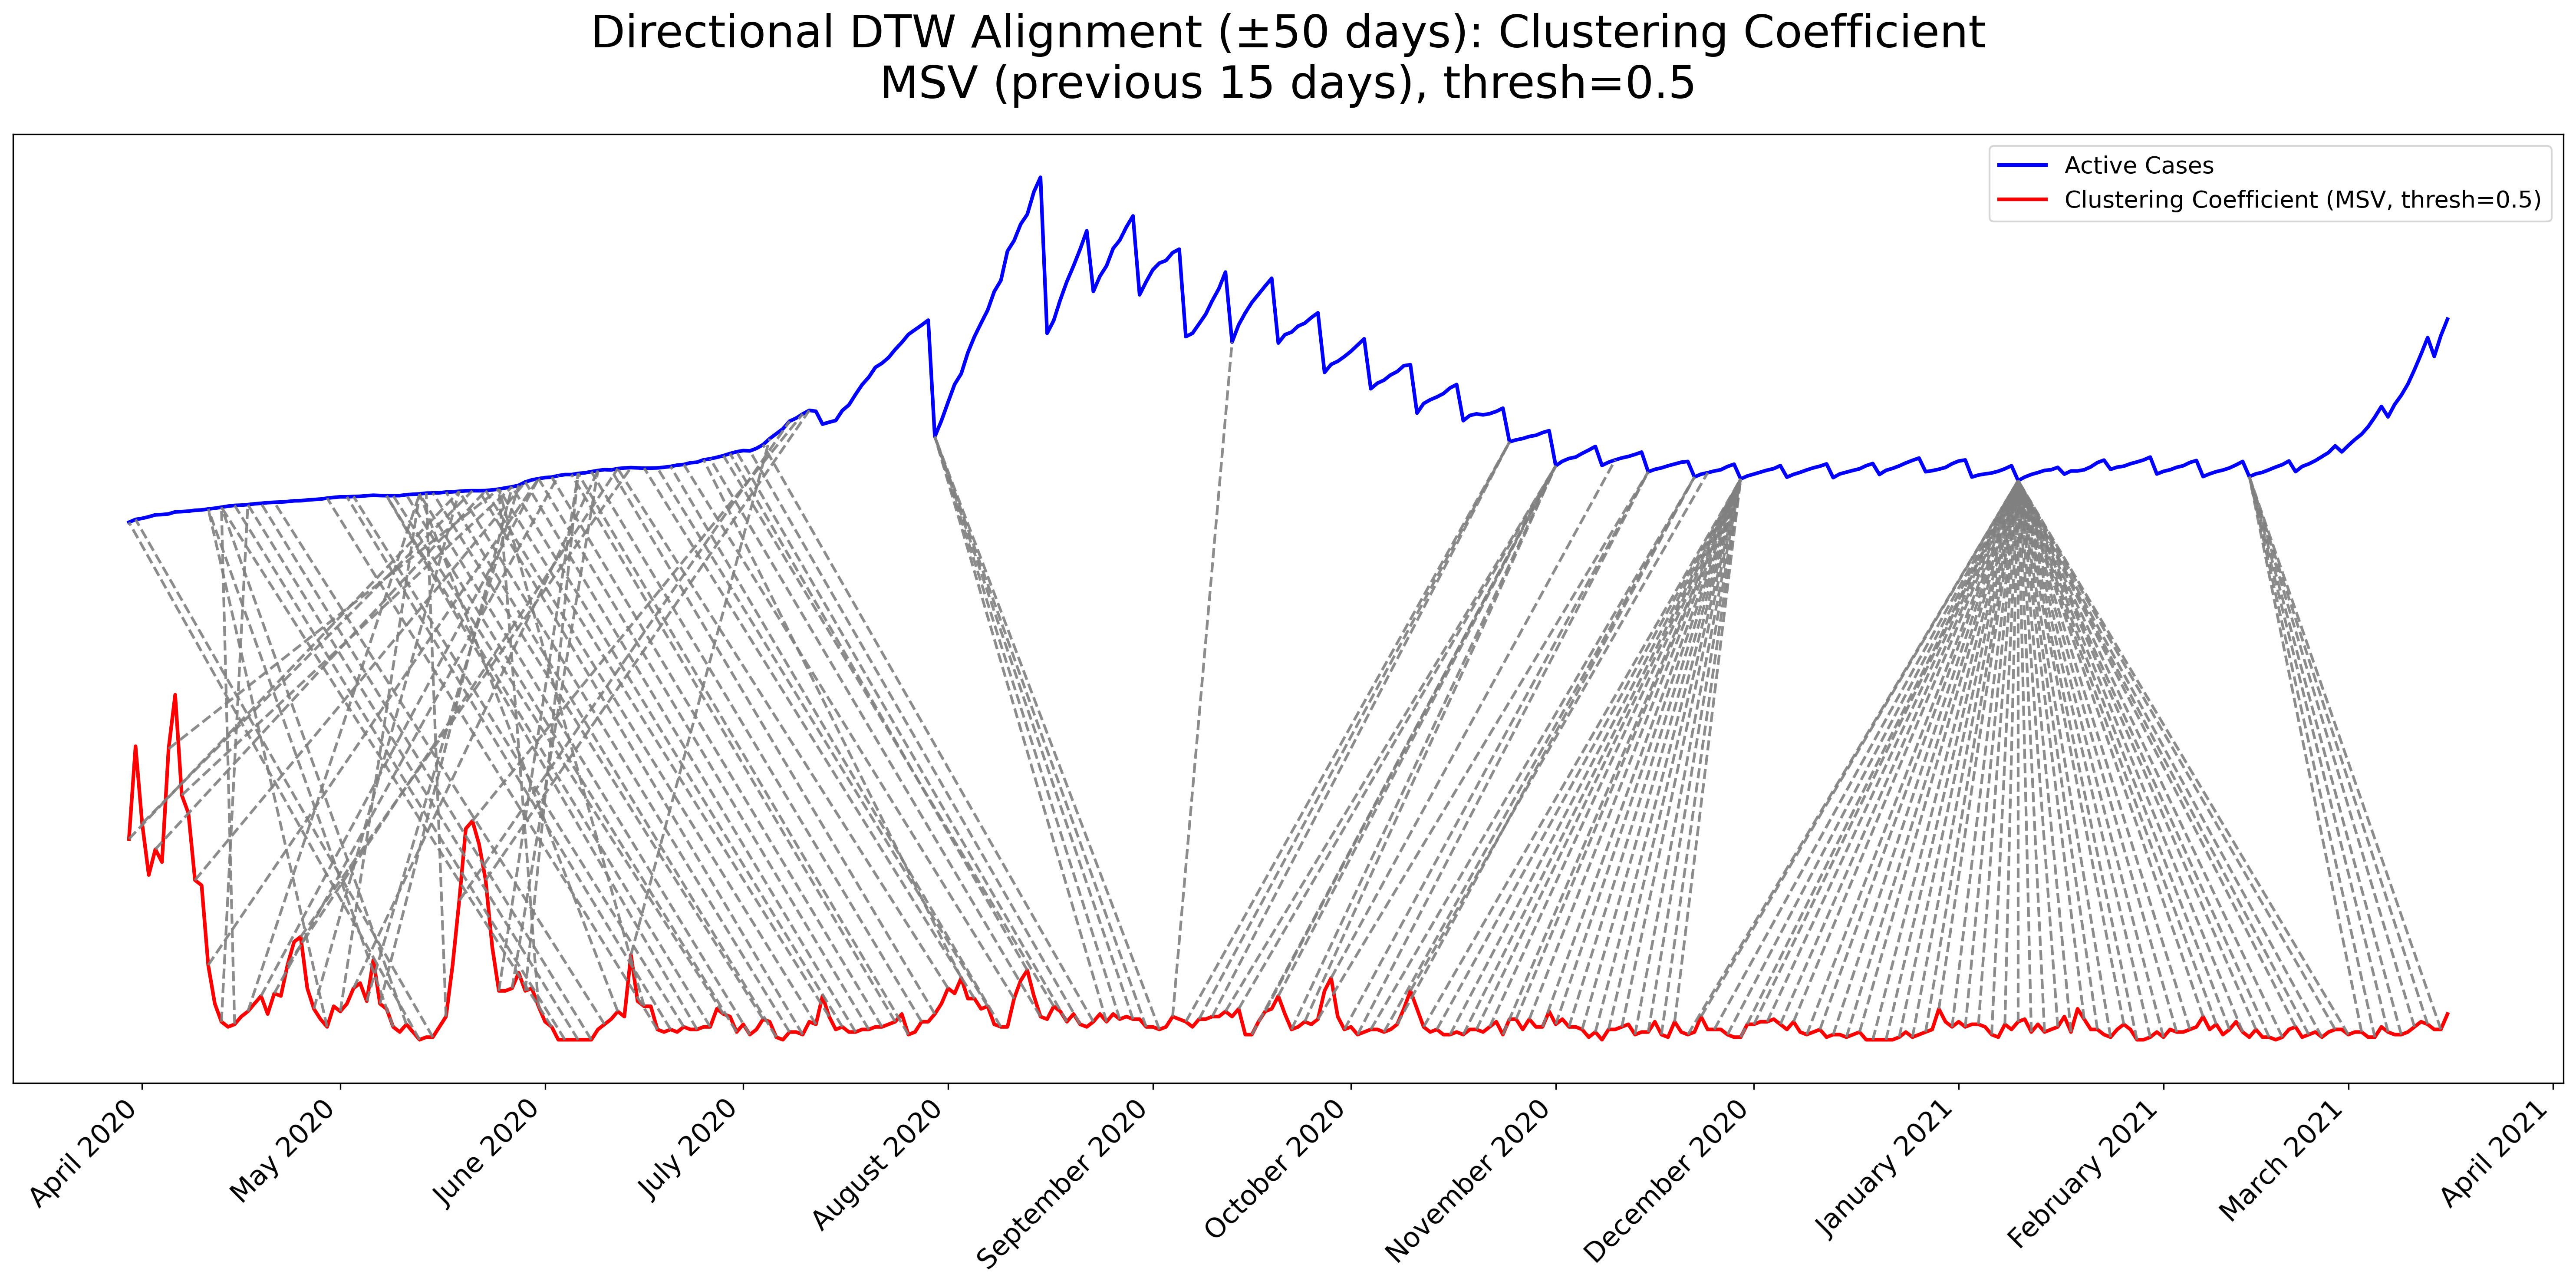 Directional DTW Alignment (±50 days): Clustering Coefficient
MSV (previous 15 days), thresh=0.5
Active Cases
Clustering Coefficient (MSV, thresh=0.5)
April 2020
May 2020
June 2020
July 2020
August 2020
September 2020
October 2020
November 2020
December 2020
January 2021
February 2021
March 2021
April 2021